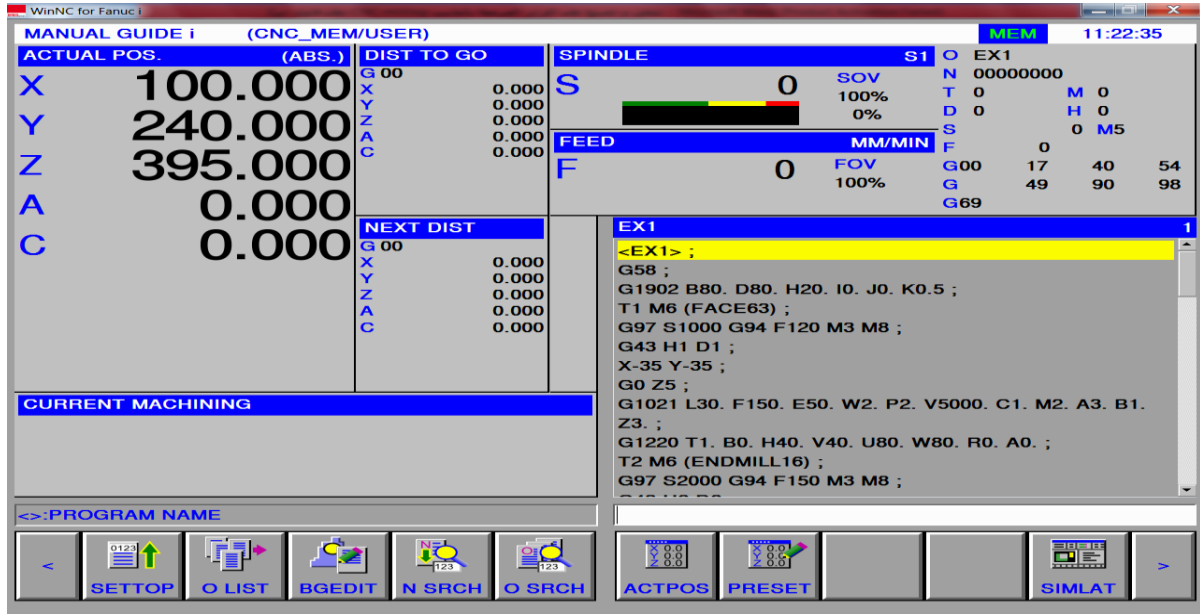 WinNC for Fanuc i
MANUAL GUIDE i (CNC_MEM/USER) MEM 11:22:35
ACTUAL POS. (ABS.)
X 100.000
Y 240.000
Z 395.000
A 0.000
C 0.000
DIST TO GO
G 00
X 0.000
Y 0.000
Z 0.000
A 0.000
C 0.000
NEXT DIST
G 00
X 0.000
Y 0.000
Z 0.000
A 0.000
C 0.000
SPINDLE S1
S 0 SOV
100%
0%
FEED MM/MIN
F 0 FOV
100%
O EX1
N 00000000
T 0 M 0
D 0 H 0
S 0 M5
F 0
G00 17 40 54
G 49 90 98
G69
EX1 1
<EX1> ;
G58 ;
G1902 B80. D80. H20. I0. J0. K0.5 ;
T1 M6 (FACE63) ;
G97 S1000 G94 F120 M3 M8 ;
G43 H1 D1 ;
X-35 Y-35 ;
G0 Z5 ;
G1021 L30. F150. E50. W2. P2. V5000. C1. M2. A3. B1.
Z3. ;
G1220 T1. B0. H40. V40. U80. W80. R0. A0. ;
T2 M6 (ENDMILL16) ;
G97 S2000 G94 F150 M3 M8 ;
CURRENT MACHINING
<>:PROGRAM NAME
< SETTOP O LIST BGEDIT N SRCH O SRCH ACTPOS PRESET SIMLAT >